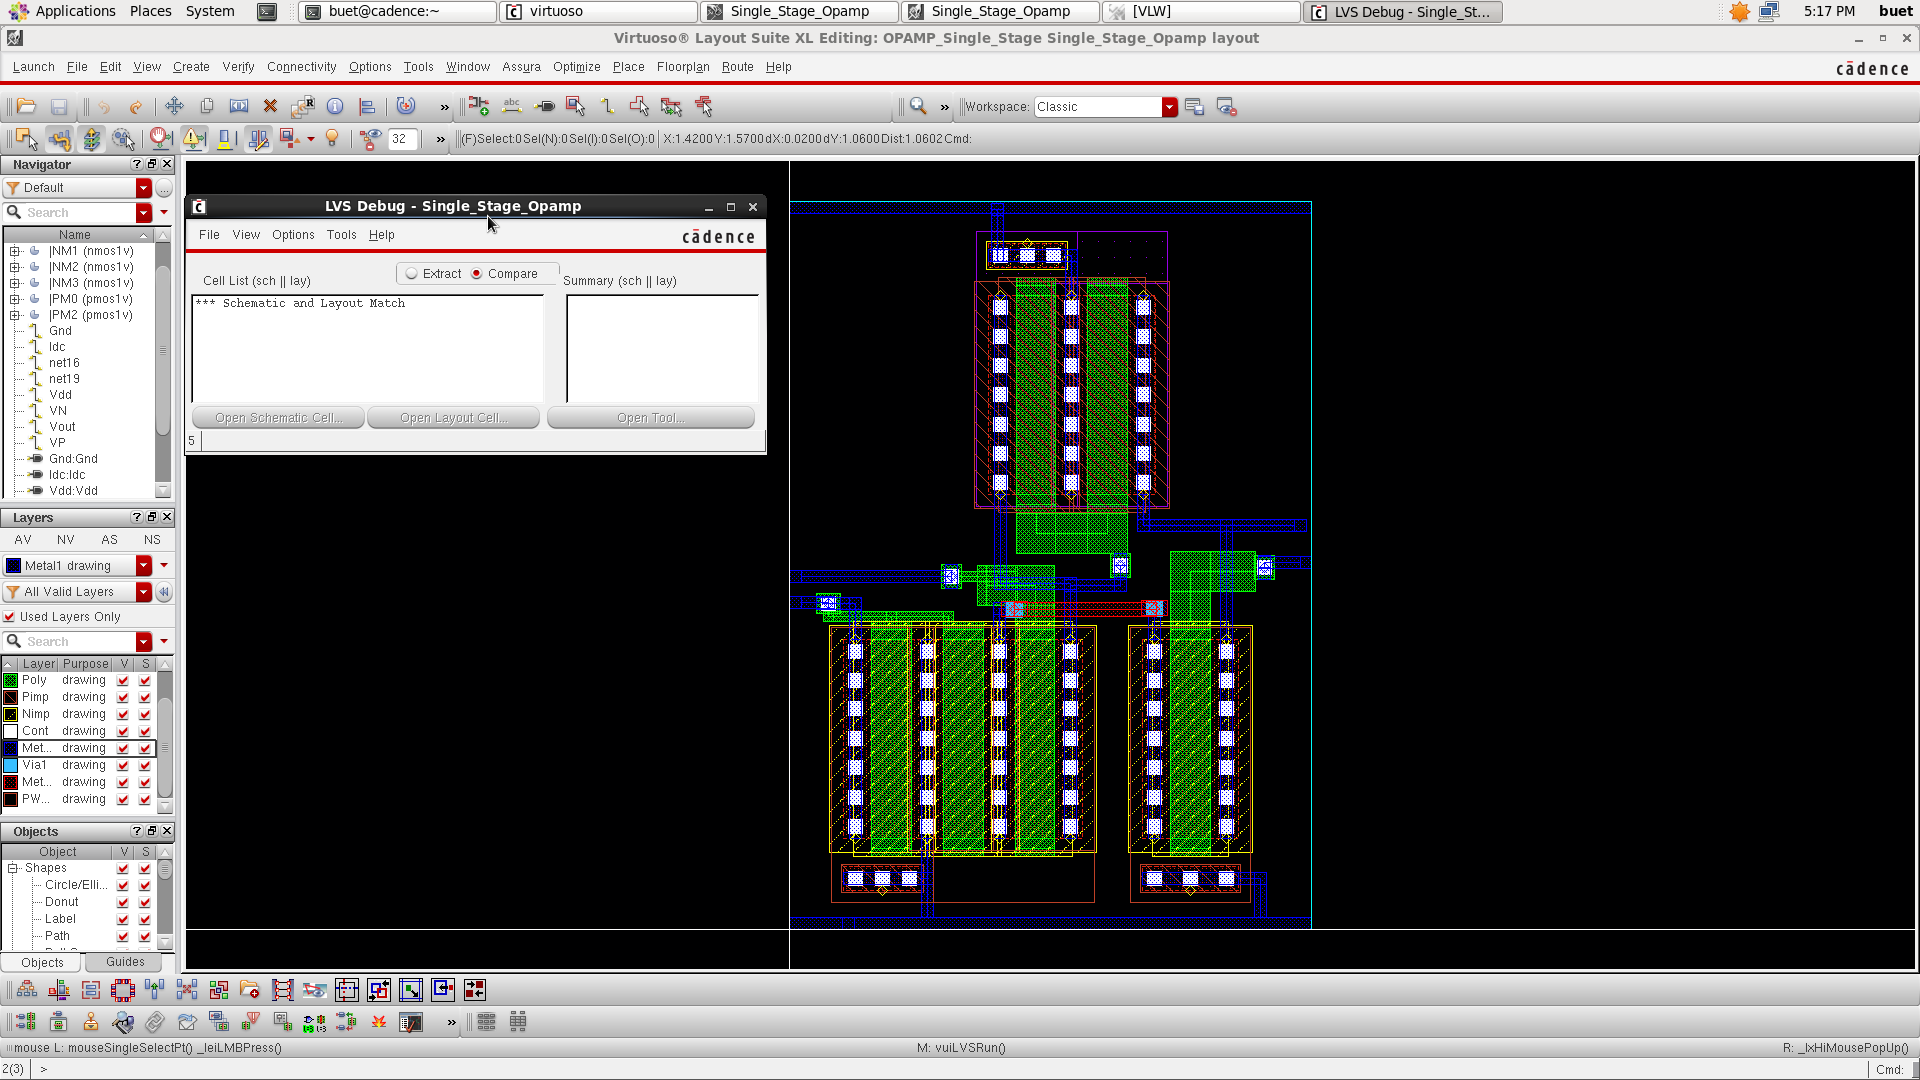 Applications Places System buet@cadence:~ virtuoso Single_Stage_Opamp Single_Stage_Opamp [VLW] LVS Debug - Single_St... 5:17 PM buet
Virtuoso® Layout Suite XL Editing: OPAMP_Single_Stage Single_Stage_Opamp layout
Launch File Edit View Create Verify Connectivity Options Tools Window Assura Optimize Place Floorplan Route Help cādence
» » Workspace: Classic
32 » (F)Select:0 Sel(N):0 Sel(I):0 Sel(O):0 X:1.4200 Y:1.5700 dX:0.0200 dY:1.0600 Dist:1.0602 Cmd:
Navigator
Default
Search
Name
|NM1 (nmos1v)
|NM2 (nmos1v)
|NM3 (nmos1v)
|PM0 (pmos1v)
|PM2 (pmos1v)
Gnd
Idc
net16
net19
Vdd
VN
Vout
VP
Gnd:Gnd
Idc:Idc
Vdd:Vdd
LVS Debug - Single_Stage_Opamp
File View Options Tools Help cādence
Extract Compare
Cell List (sch || lay) Summary (sch || lay)
*** Schematic and Layout Match
Open Schematic Cell... Open Layout Cell... Open Tool...
5
Layers
AV NV AS NS
Metal1 drawing
All Valid Layers
Used Layers Only
Search
Layer Purpose V S
Poly drawing
Pimp drawing
Nimp drawing
Cont drawing
Met... drawing
Via1 drawing
Met... drawing
PW... drawing
Objects
Object V S
Shapes
Circle/Elli...
Donut
Label
Path
Objects Guides
»
mouse L: mouseSingleSelectPt() _leiLMBPress() M: vuiLVSRun() R: _lxHiMousePopUp()
2(3) > Cmd: